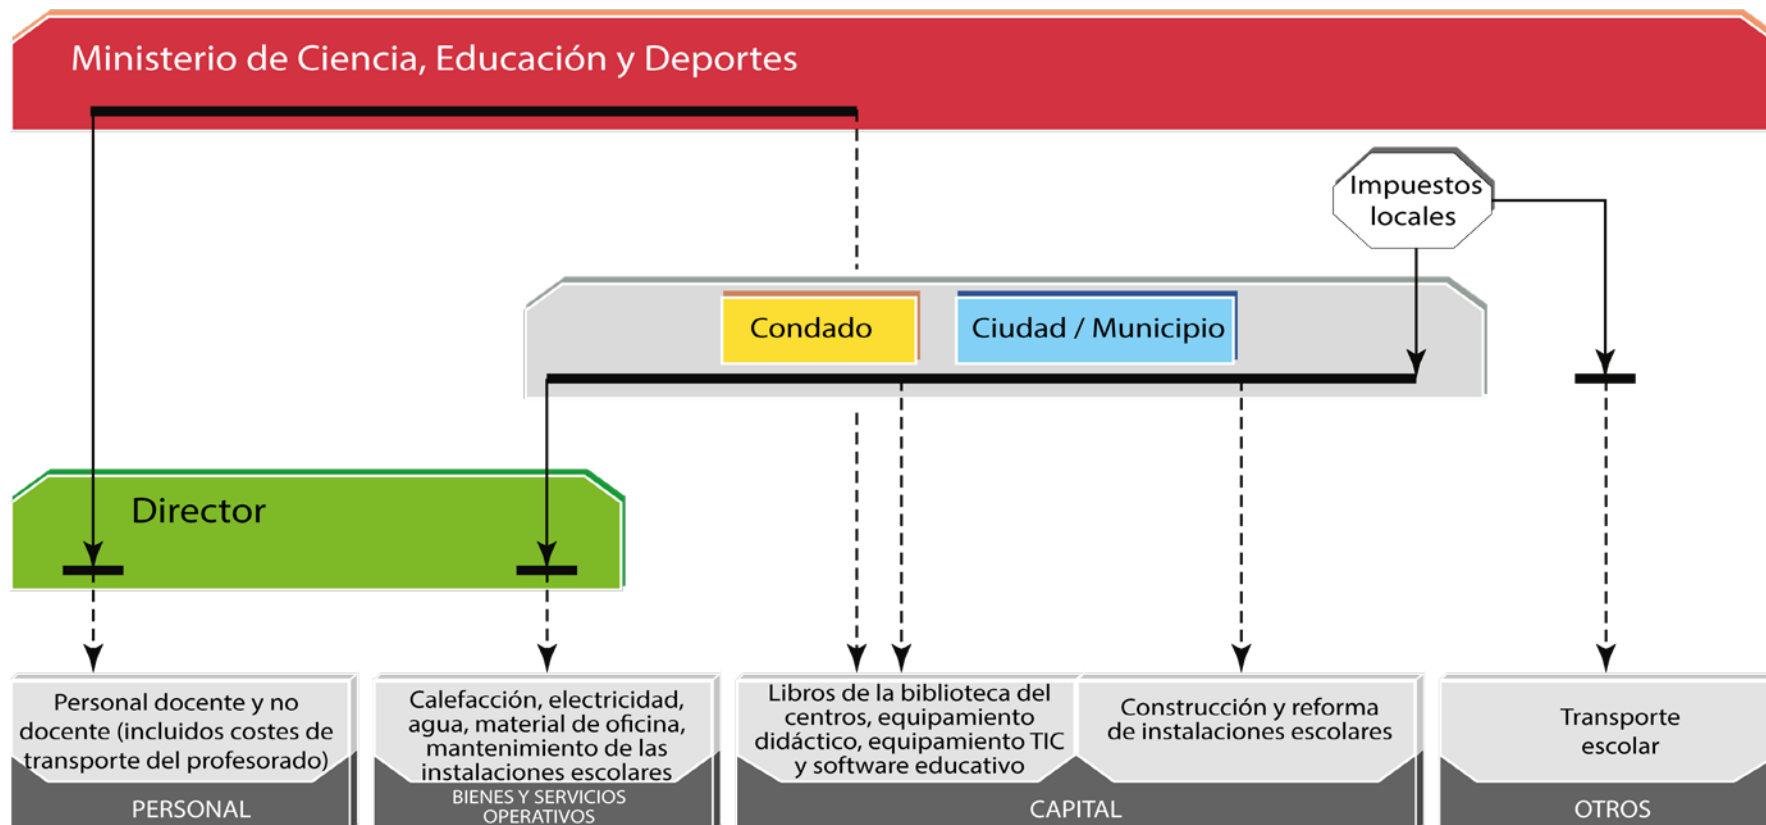 Ministerio de Ciencia, Educación y Deportes
Impuestos
locales
Condado
Ciudad / Municipio
Director
Personal docente y no
docente (incluidos costes de
transporte del profesorado)
PERSONAL
Calefacción, electricidad,
agua, material de oficina,
mantenimiento de las
instalaciones escolares
BIENES Y SERVICIOS
OPERATIVOS
Libros de la biblioteca del
centros, equipamiento
didáctico, equipamiento TIC
y software educativo
Construcción y reforma
de instalaciones escolares
CAPITAL
Transporte
escolar
OTROS